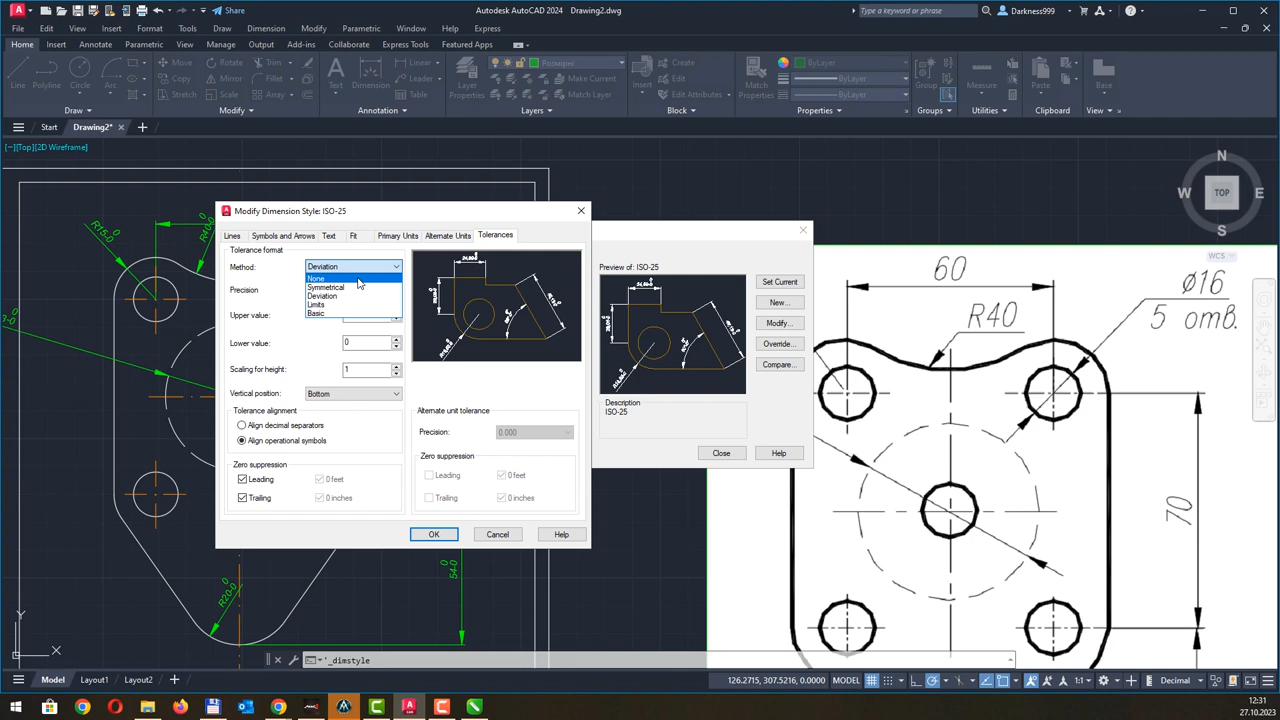 Share
Autodesk AutoCAD 2024 Drawing2.dwg
Type a keyword or phrase
Darkness999
File Edit View Insert Format Tools Draw Dimension Modify Parametric Window Help Express
Home Insert Annotate Parametric View Manage Output Add-ins Collaborate Express Tools Featured Apps
Line Polyline Circle Arc
Move Rotate Trim
Copy Mirror Fillet
Stretch Scale Array
Text Dimension
Linear
Leader
Table
Layer Properties
Размеры
Make Current
Match Layer
Insert
Create
Edit
Edit Attributes
Match Properties
ByLayer
ByLayer
ByLayer
Group
Measure
Paste
Base
Draw Modify Annotation Layers Block Properties Groups Utilities Clipboard View
Start Drawing2*
[−][Top][2D Wireframe]
N
W TOP E
S
WCS
Modify Dimension Style: ISO-25
Lines Symbols and Arrows Text Fit Primary Units Alternate Units Tolerances
Tolerance format
Method: Deviation
None
Symmetrical
Deviation
Limits
Basic
Precision
Upper value:
Lower value: 0
Scaling for height: 1
Vertical position: Bottom
Tolerance alignment
Align decimal separators
Align operational symbols
Zero suppression
Leading 0 feet
Trailing 0 inches
Alternate unit tolerance
Precision: 0.000
Zero suppression
Leading 0 feet
Trailing 0 inches
OK Cancel Help
Preview of: ISO-25
Set Current
New...
Modify...
Override...
Compare...
Description
ISO-25
Close Help
60
Ø16
5 отв.
R40
70
54-0
Y
X
'_dimstyle
Model Layout1 Layout2
126.2715, 307.5216, 0.0000 MODEL
Decimal
12:31
27.10.2023